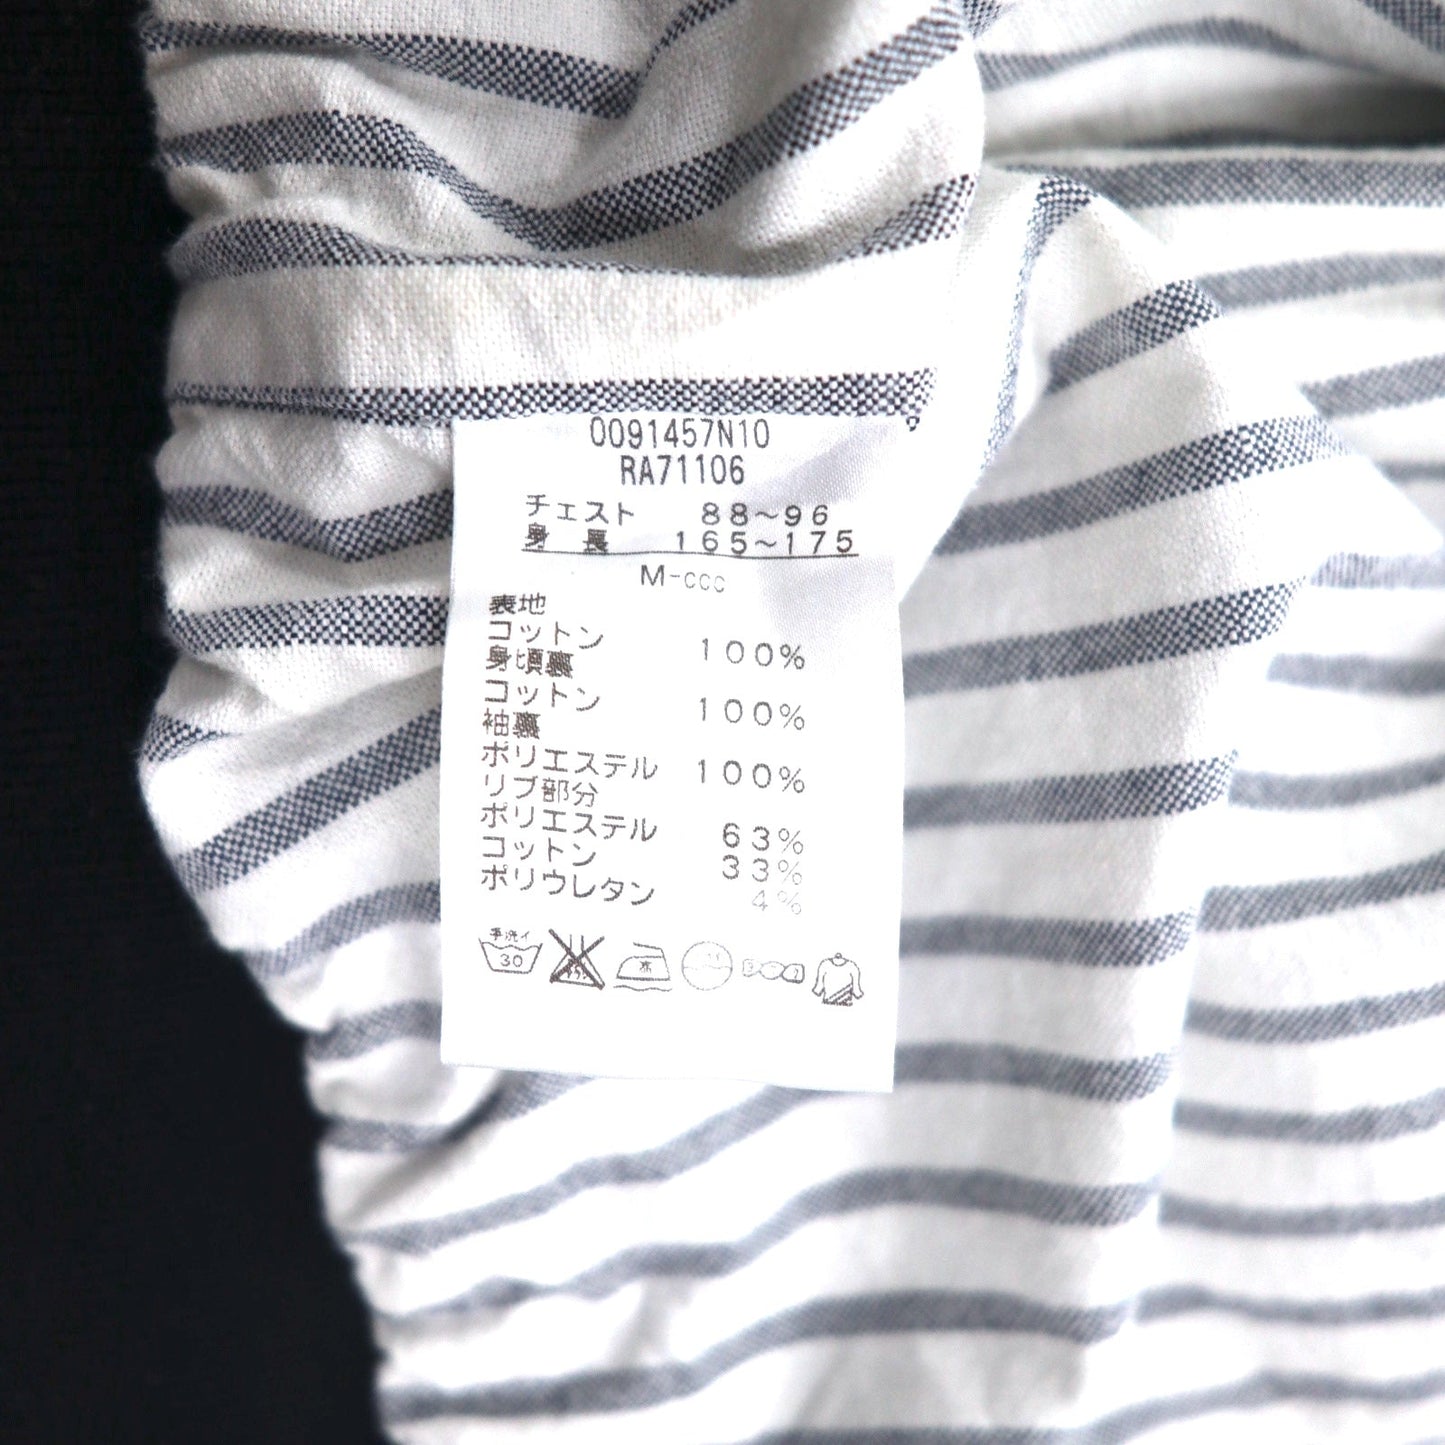 0091457N10
RA71106
チェスト 88~96
身長 165~175
M-ccc
表地
コットン 100%
身頃裏
コットン 100%
袖裏
ポリエステル 100%
リブ部分
ポリエステル 63%
コットン 33%
ポリウレタン 4%
手洗イ
30
高